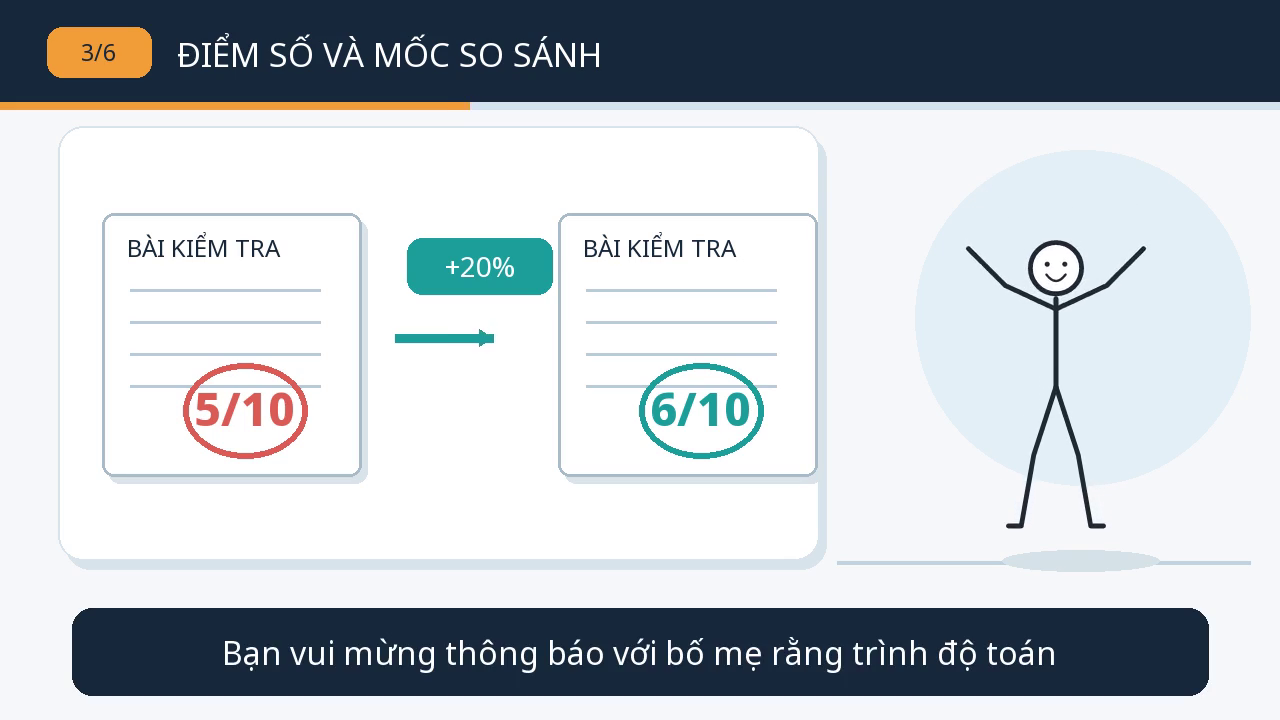 3/6
ĐIỂM SỐ VÀ MỐC SO SÁNH
BÀI KIỂM TRA
5/10
+20%
BÀI KIỂM TRA
6/10
Bạn vui mừng thông báo với bố mẹ rằng trình độ toán